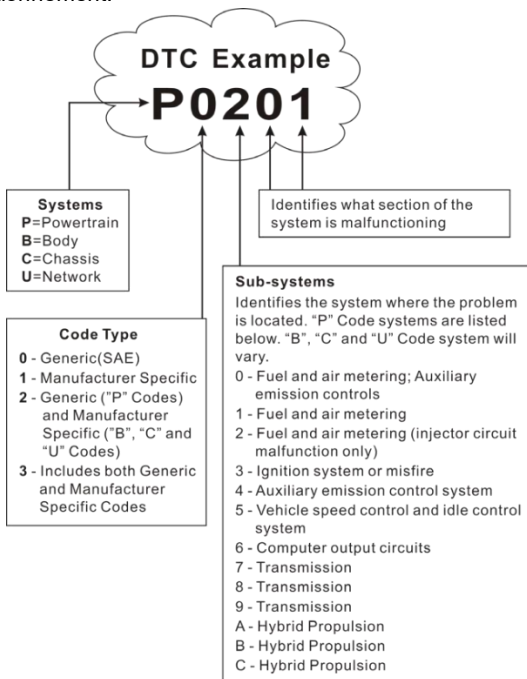 DTC Example
P0201
Systems
P=Powertrain
B=Body
C=Chassis
U=Network
Identifies what section of the
system is malfunctioning
Code Type
0 - Generic(SAE)
1 - Manufacturer Specific
2 - Generic ("P" Codes)
and Manufacturer
Specific ("B", "C" and
"U" Codes)
3 - Includes both Generic
and Manufacturer
Specific Codes
Sub-systems
Identifies the system where the problem
is located. "P" Code systems are listed
below. "B", "C" and "U" Code system will
vary.
0 - Fuel and air metering; Auxiliary
emission controls
1 - Fuel and air metering
2 - Fuel and air metering (injector circuit
malfunction only)
3 - Ignition system or misfire
4 - Auxiliary emission control system
5 - Vehicle speed control and idle control
system
6 - Computer output circuits
7 - Transmission
8 - Transmission
9 - Transmission
A - Hybrid Propulsion
B - Hybrid Propulsion
C - Hybrid Propulsion